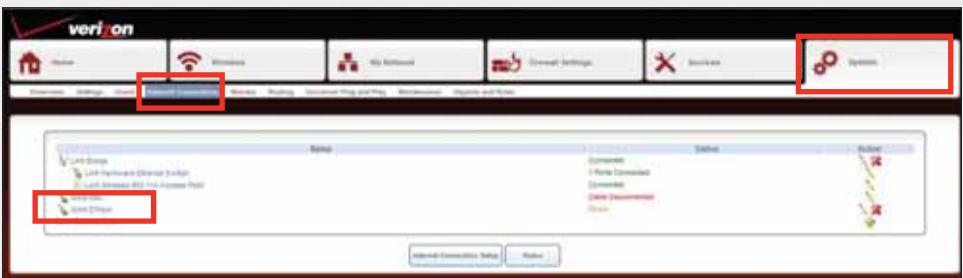 verizon
Home Wireless My Network Firewall Settings Services System
Overview Settings Users Network Connections Monitor Routing Universal Plug and Play Maintenance Objects and Rules
Name Status Action
LAN Bridge Connected
LAN Hardware Ethernet Switch 1 Ports Connected
LAN Wireless 802.11n Access Point Connected
Cable Disconnected
WAN PPPoE
Internet Connection Setup Status